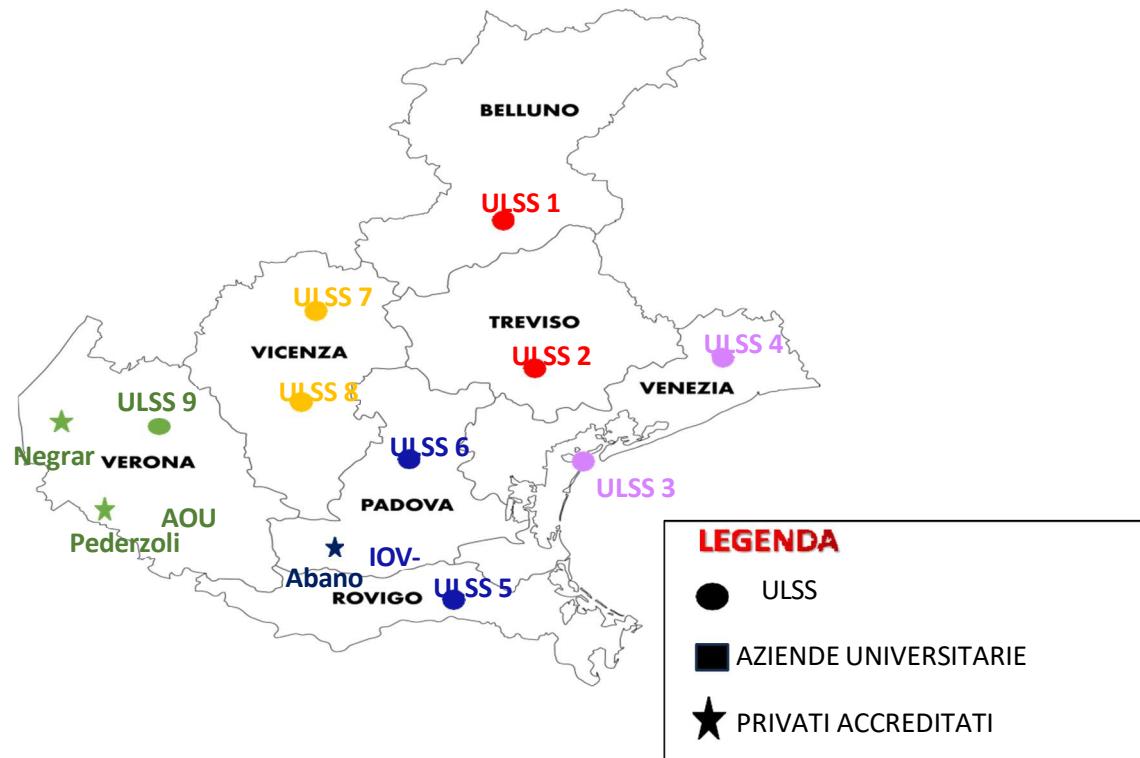 BELLUNO
ULSS 1
ULSS 7
TREVISO
ULSS 4
VICENZA
ULSS 2
VENEZIA
ULSS 8
ULSS 9
Negrar
VERONA
ULSS 6
ULSS 3
PADOVA
AOU
Pederzoli
IOV-
Abano
ROVIGO
ULSS 5
LEGENDA
ULSS
AZIENDE UNIVERSITARIE
PRIVATI ACCREDITATI